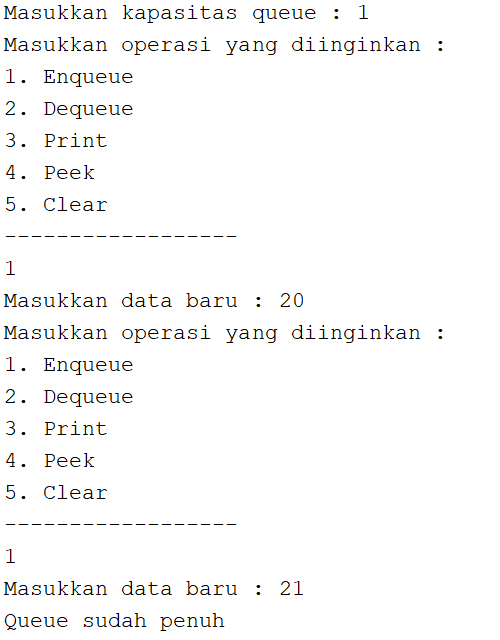 Masukkan kapasitas queue : 1
Masukkan operasi yang diinginkan :
1. Enqueue
2. Dequeue
3. Print
4. Peek
5. Clear
------------------
1
Masukkan data baru : 20
Masukkan operasi yang diinginkan :
1. Enqueue
2. Dequeue
3. Print
4. Peek
5. Clear
------------------
1
Masukkan data baru : 21
Queue sudah penuh